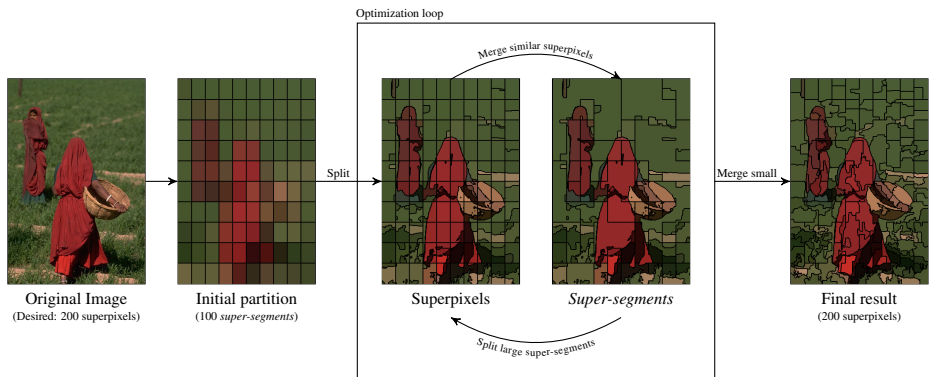 Optimization loop
Merge similar superpixels
Split
Merge small
Original Image
(Desired: 200 superpixels)
Initial partition
(100 super-segments)
Superpixels
Super-segments
Final result
(200 superpixels)
Split large super-segments